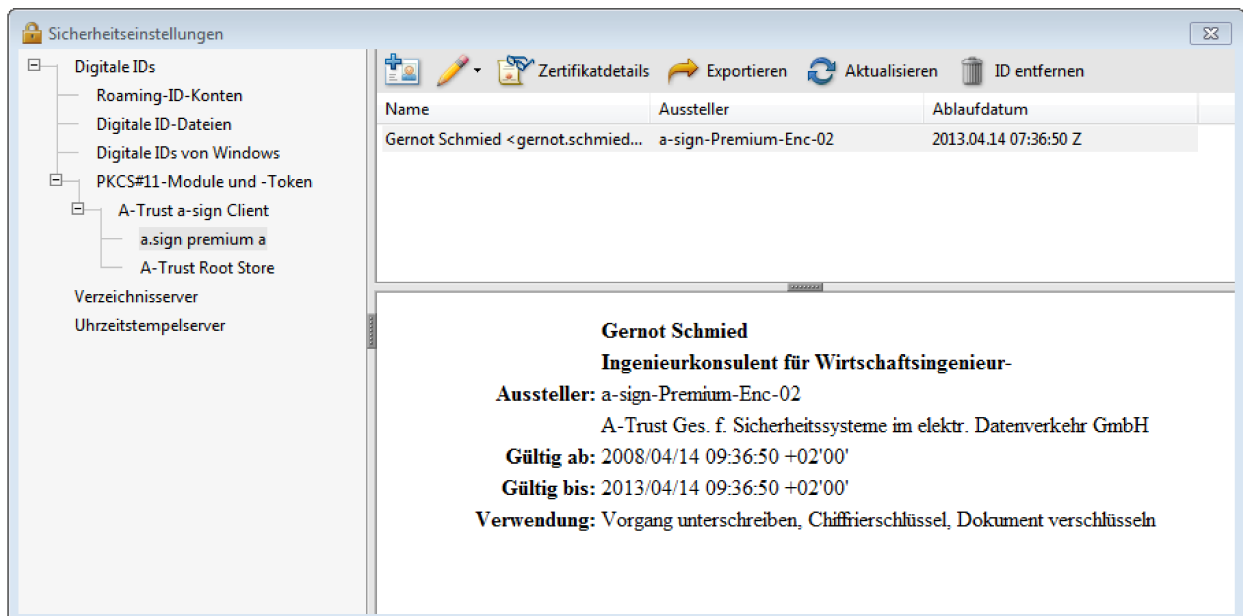 Sicherheitseinstellungen
Digitale IDs
Roaming-ID-Konten
Digitale ID-Dateien
Digitale IDs von Windows
PKCS#11-Module und -Token
A-Trust a-sign Client
a.sign premium a
A-Trust Root Store
Verzeichnisserver
Uhrzeitstempelserver
Zertifikatdetails Exportieren Aktualisieren ID entfernen
Name Aussteller Ablaufdatum
Gernot Schmied <gernot.schmied... a-sign-Premium-Enc-02 2013.04.14 07:36:50 Z
Gernot Schmied
Ingenieurkonsulent für Wirtschaftsingenieur-
Aussteller: a-sign-Premium-Enc-02
A-Trust Ges. f. Sicherheitssysteme im elektr. Datenverkehr GmbH
Gültig ab: 2008/04/14 09:36:50 +02'00'
Gültig bis: 2013/04/14 09:36:50 +02'00'
Verwendung: Vorgang unterschreiben, Chiffrierschlüssel, Dokument verschlüsseln